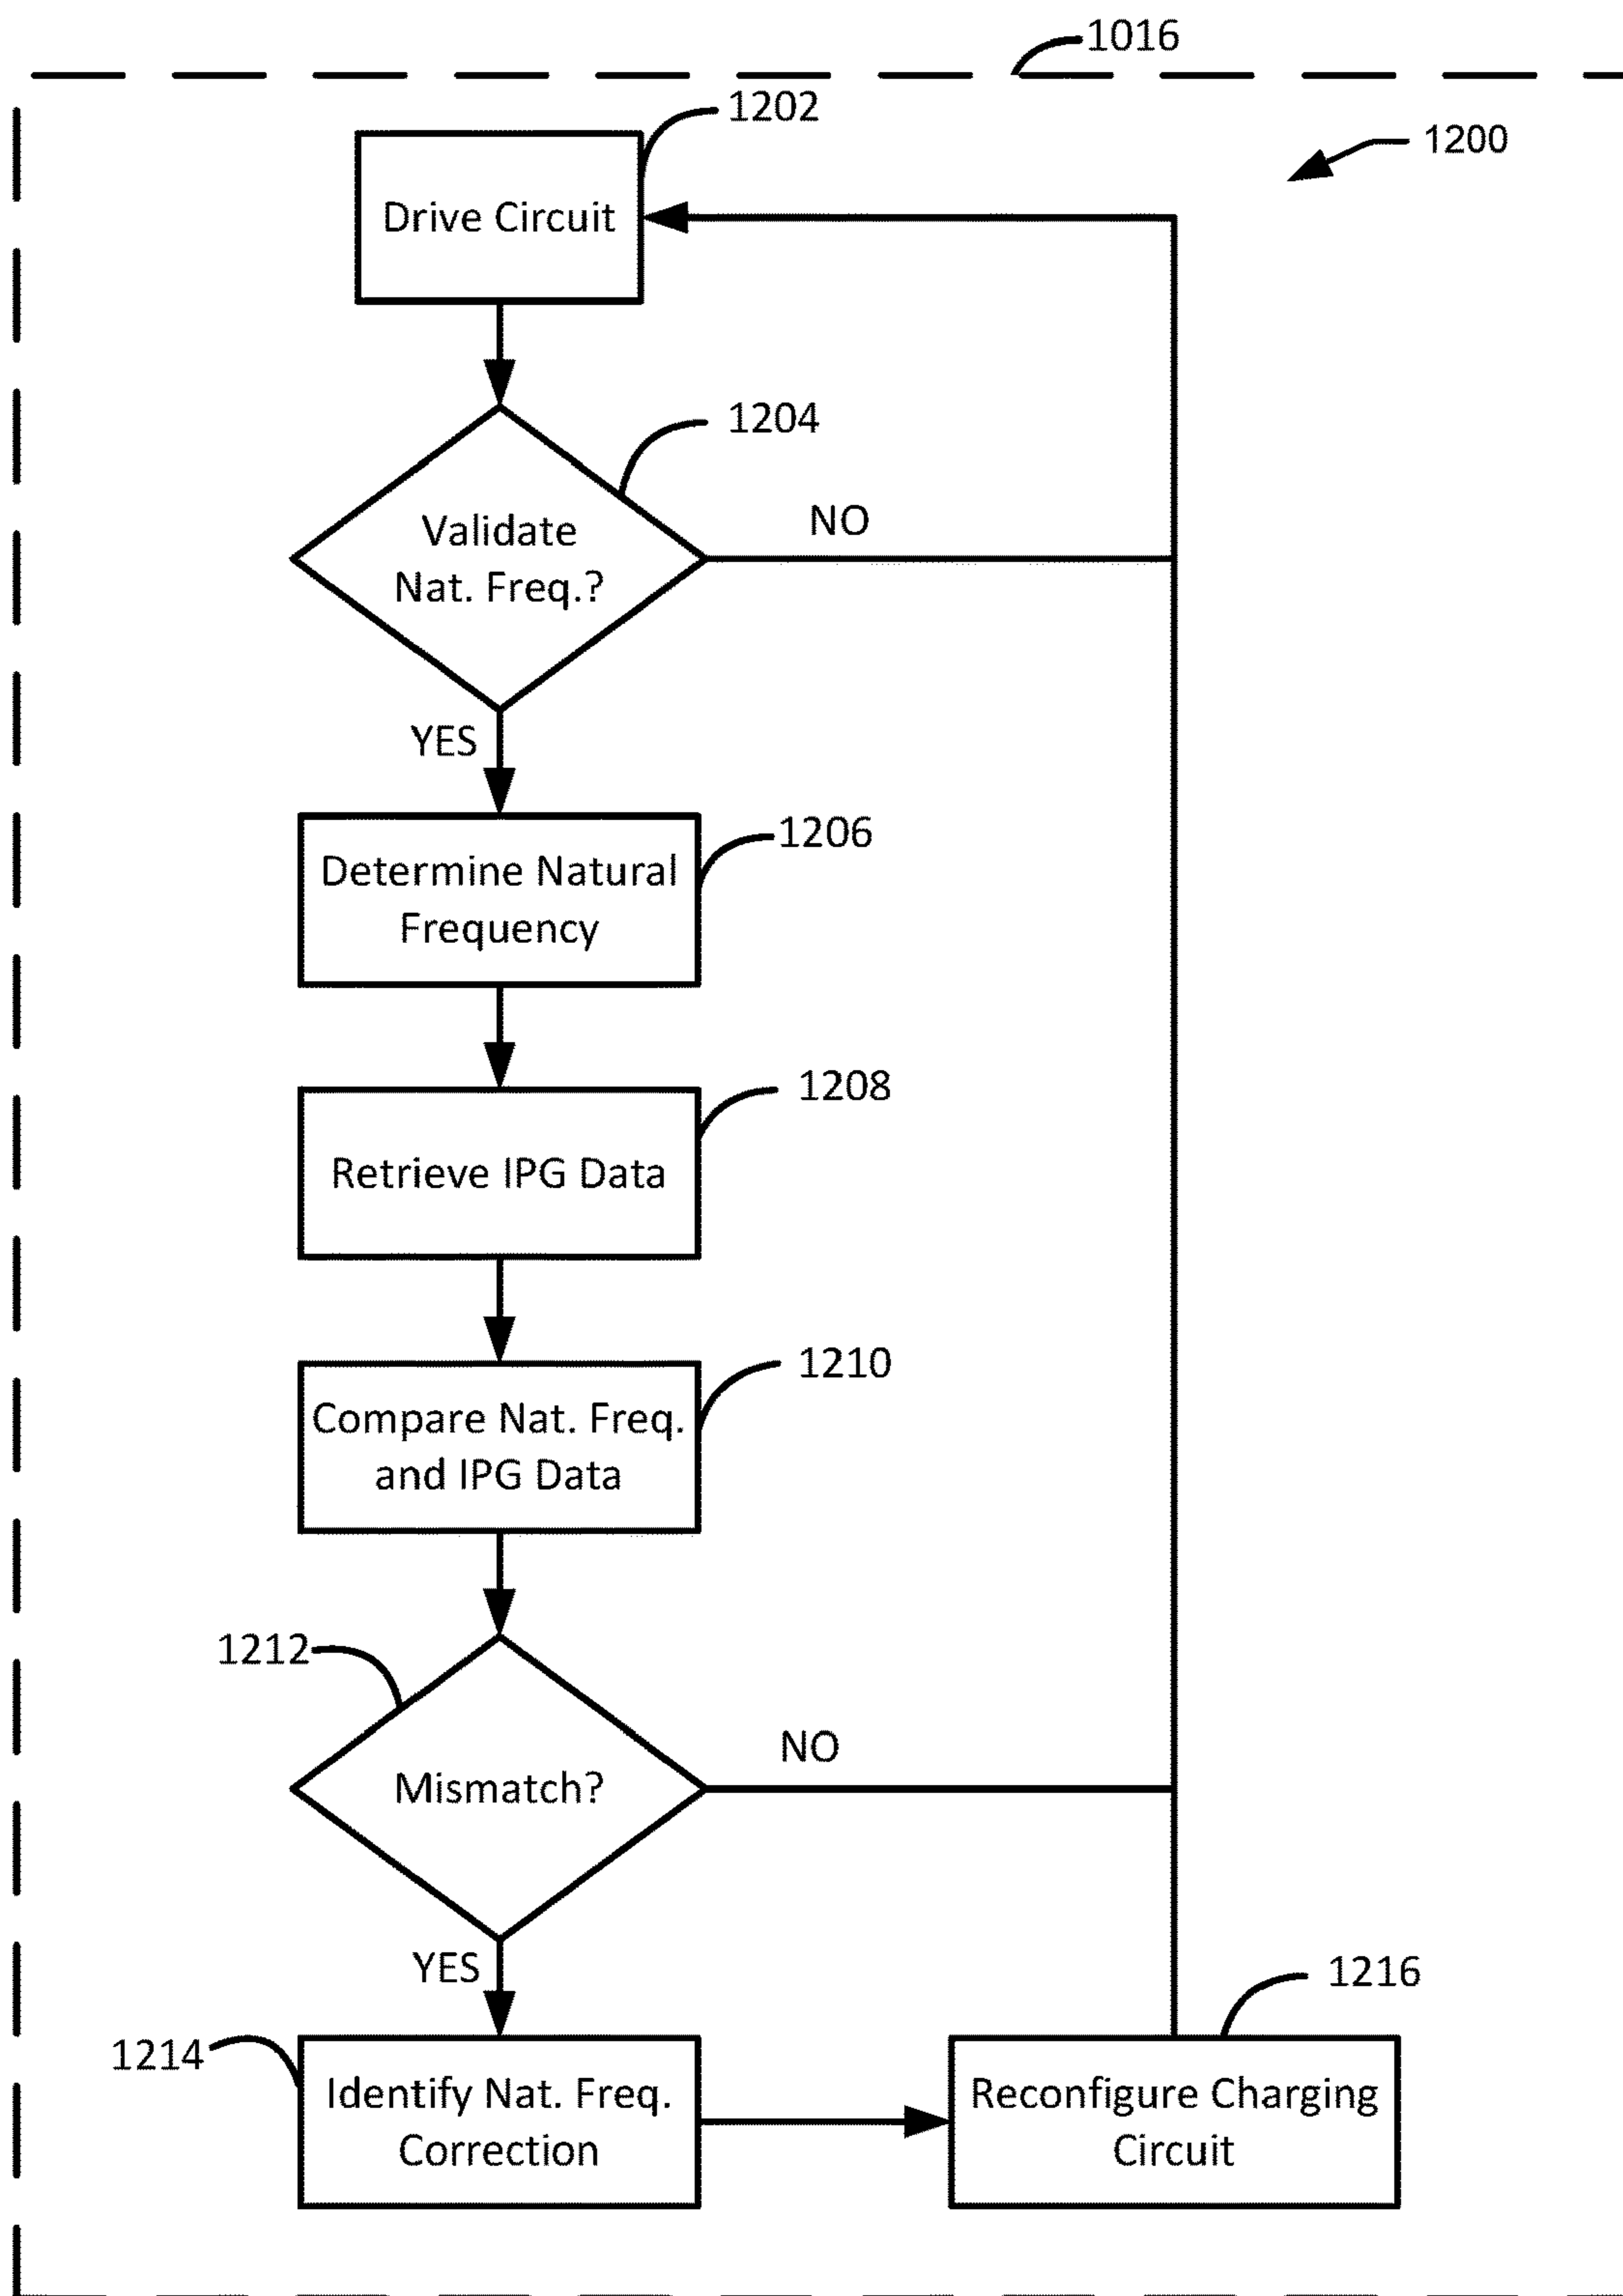 1016
1202
1200
Drive Circuit
1204
Validate
Nat. Freq.?
NO
YES
1206
Determine Natural
Frequency
1208
Retrieve IPG Data
1210
Compare Nat. Freq.
and IPG Data
1212
Mismatch?
NO
YES
1214
Identify Nat. Freq.
Correction
1216
Reconfigure Charging
Circuit